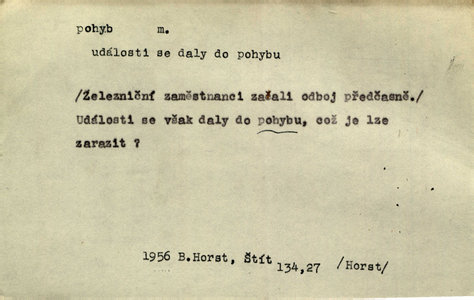 pohyb m.
události se daly do pohybu
/Železniční zaměstnanci začali odboj předčasně./
Události se však daly do pohybu, což je lze
zarazit ?
1956 B.Horst, Štít 134,27 /Horst/